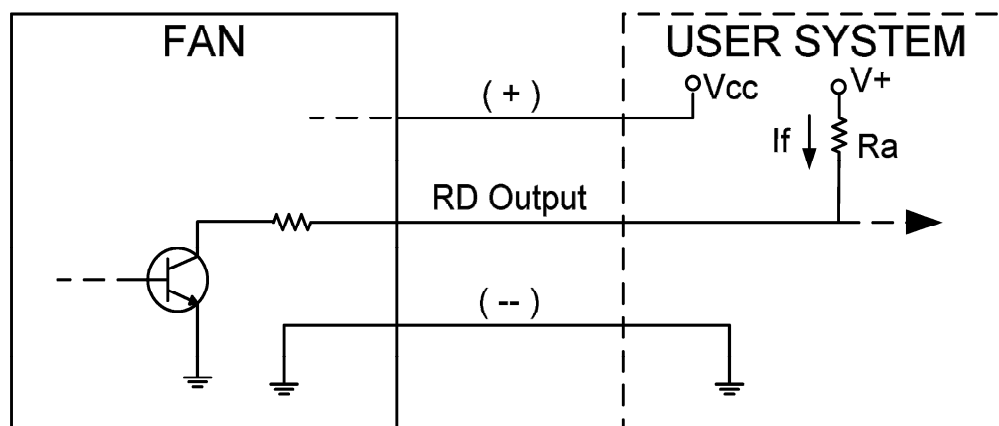 FAN
USER SYSTEM
( + )
Vcc
V+
If
Ra
RD Output
( -- )